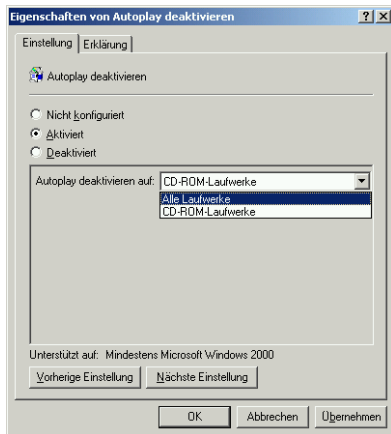 Eigenschaften von Autoplay deaktivieren
Einstellung
Erklärung
Autoplay deaktivieren
Nicht konfiguriert
Aktiviert
Deaktiviert
Autoplay deaktivieren auf: CD-ROM-Laufwerke
Alle Laufwerke
CD-ROM-Laufwerke
Unterstützt auf: Mindestens Microsoft Windows 2000
Vorherige Einstellung
Nächste Einstellung
OK
Abbrechen
Übernehmen